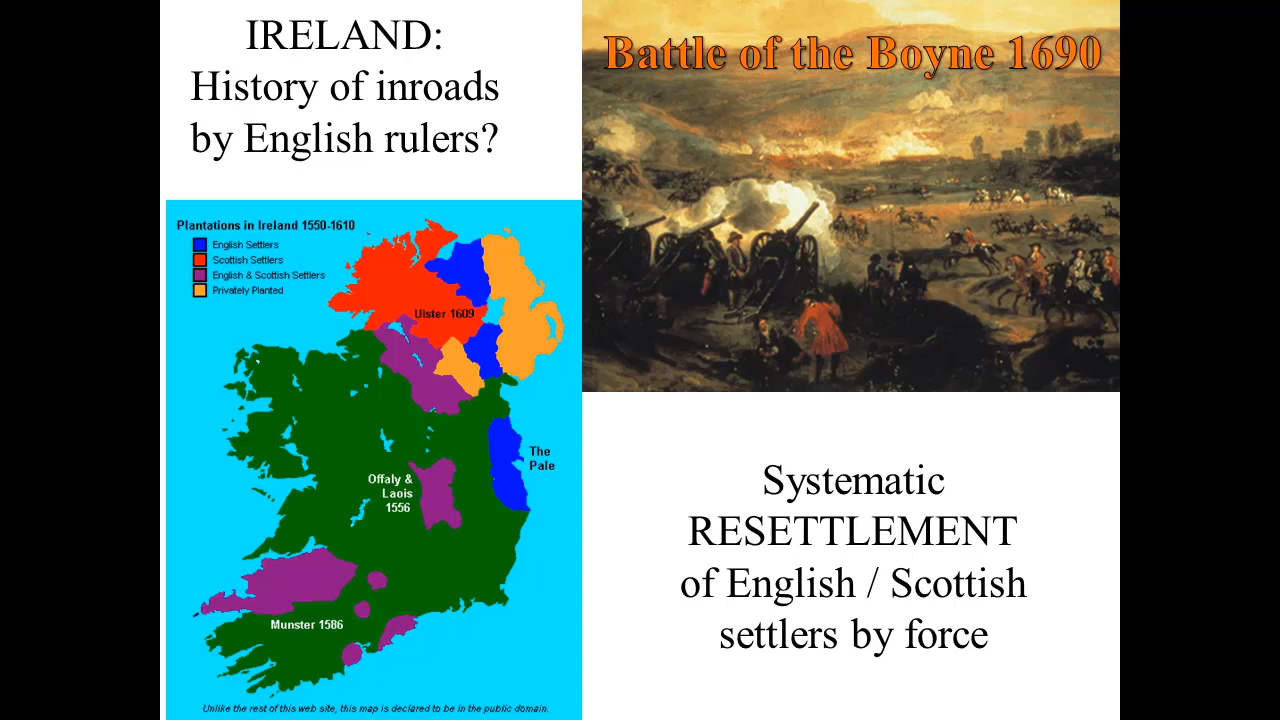 IRELAND:
History of inroads
by English rulers?
Battle of the Boyne 1690
Plantations in Ireland 1550-1610
English Settlers
Scottish Settlers
English & Scottish Settlers
Privately Planted
Ulster 1609
The
Pale
Offaly &
Laois
1556
Munster 1586
Unlike the rest of this web site, this map is declared to be in the public domain.
Systematic
RESETTLEMENT
of English / Scottish
settlers by force